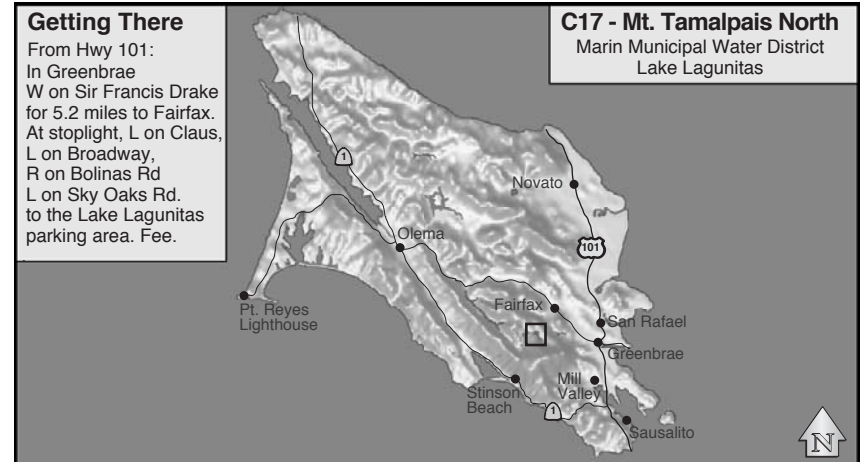 Getting There
From Hwy 101:
In Greenbrae
W on Sir Francis Drake
for 5.2 miles to Fairfax.
At stoplight, L on Claus,
L on Broadway,
R on Bolinas Rd
L on Sky Oaks Rd.
to the Lake Lagunitas
parking area. Fee.
C17 - Mt. Tamalpais North
Marin Municipal Water District
Lake Lagunitas
1
Novato
Olema
101
Pt. Reyes
Lighthouse
Fairfax
San Rafael
Greenbrae
Stinson
Beach
Mill
Valley
1
Sausalito
N